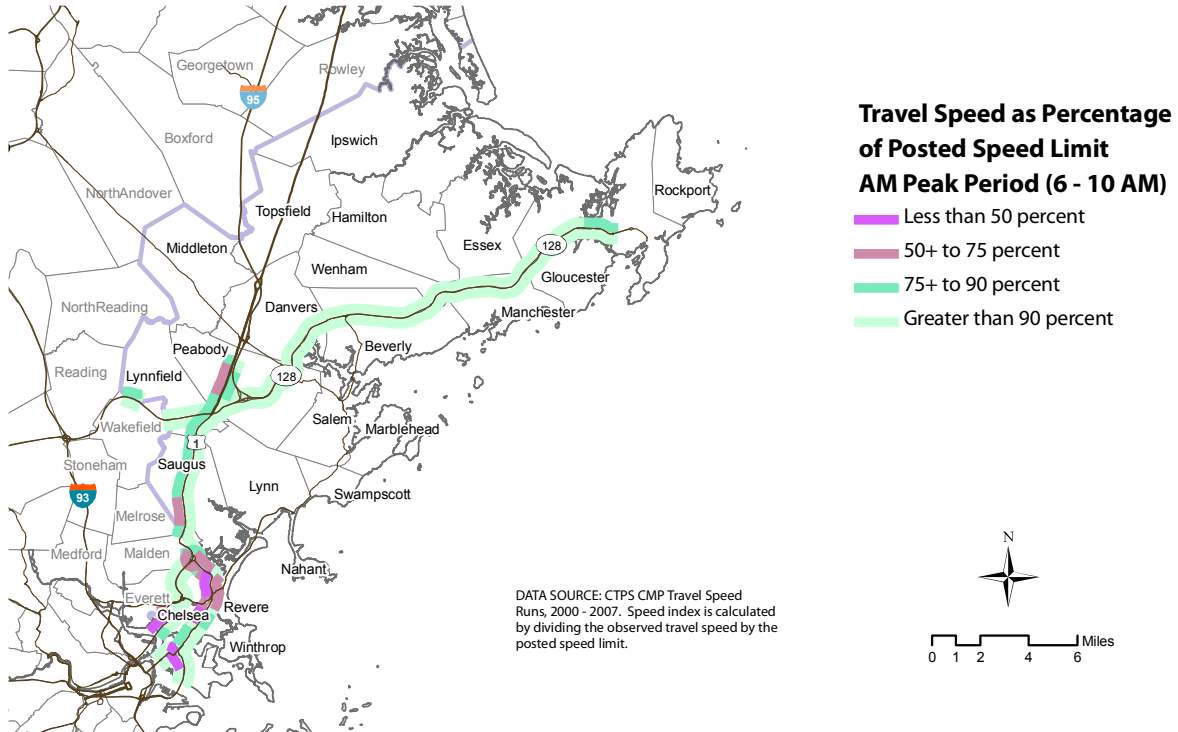 Georgetown
Rowley
95
Boxford
Ipswich
NorthAndover
Rockport
Topsfield
Hamilton
Middleton
Essex
128
Wenham
Gloucester
NorthReading
Danvers
Manchester
Peabody
Beverly
Reading
Lynnfield
128
Salem
Wakefield
Marblehead
1
Saugus
Stoneham
Lynn
93
Swampscott
Melrose
Medford
Malden
Nahant
Everett
Revere
Chelsea
Winthrop
Travel Speed as Percentage
of Posted Speed Limit
AM Peak Period (6 - 10 AM)
Less than 50 percent
50+ to 75 percent
75+ to 90 percent
Greater than 90 percent
N
DATA SOURCE: CTPS CMP Travel Speed
Runs, 2000 - 2007.  Speed index is calculated
by dividing the observed travel speed by the
posted speed limit.
Miles
0 1 2 4 6